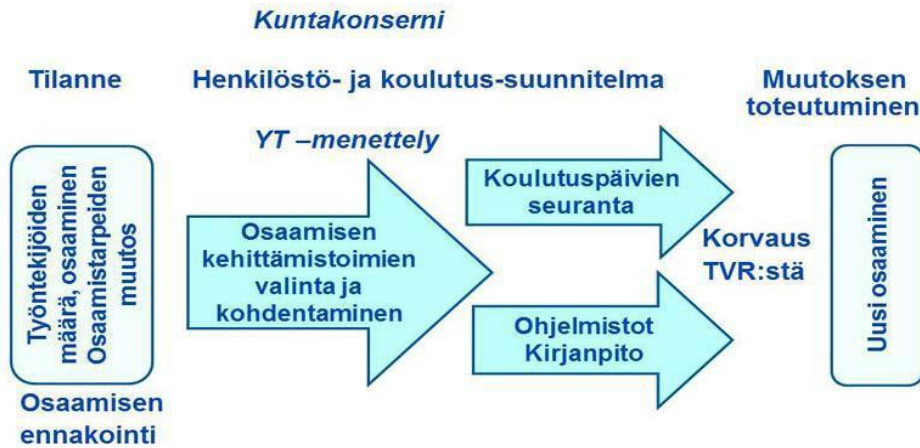 Kuntakonserni
Tilanne
Henkilöstö- ja koulutus-suunnitelma
Muutoksen
toteutuminen
YT –menettely
Työntekijöiden
määrä, osaaminen
Osaamistarpeiden
muutos
Osaamisen
kehittämistoimien
valinta ja
kohdentaminen
Koulutuspäivien
seuranta
Ohjelmistot
Kirjanpito
Korvaus
TVR:stä
Uusi osaaminen
Osaamisen
ennakointi